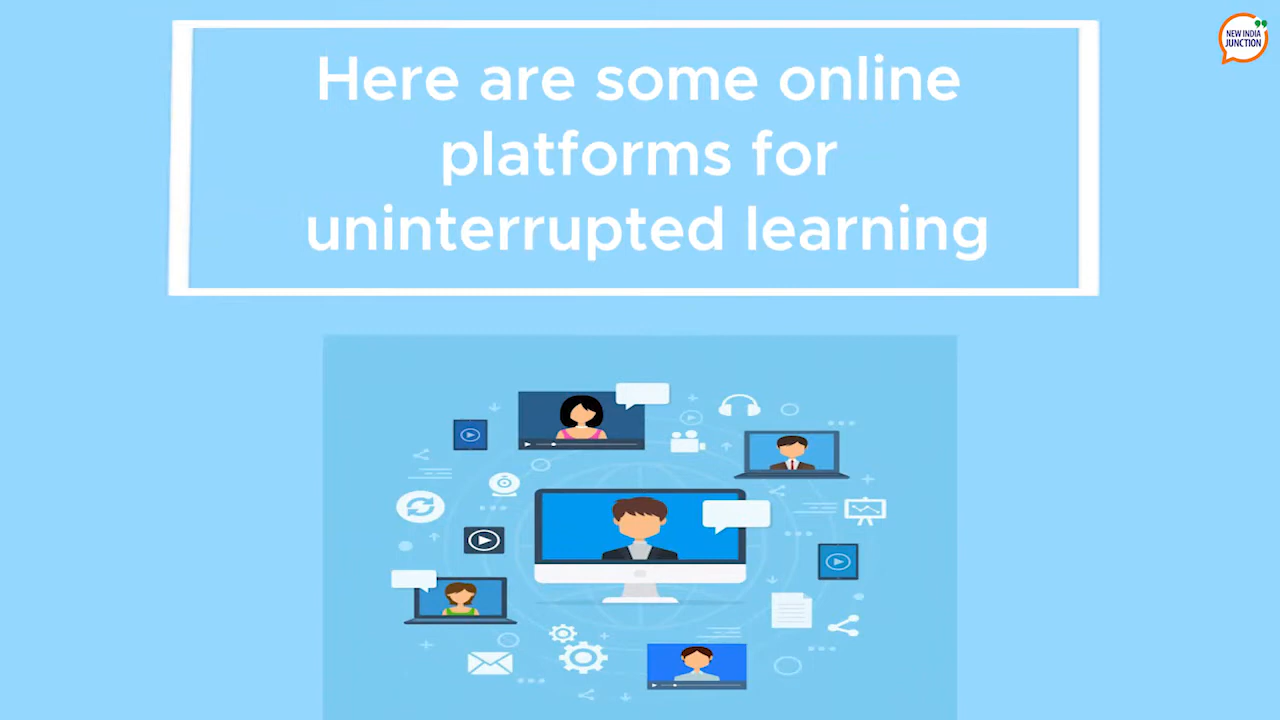 NEW INDIA
JUNCTION
Here are some online
platforms for
uninterrupted learning